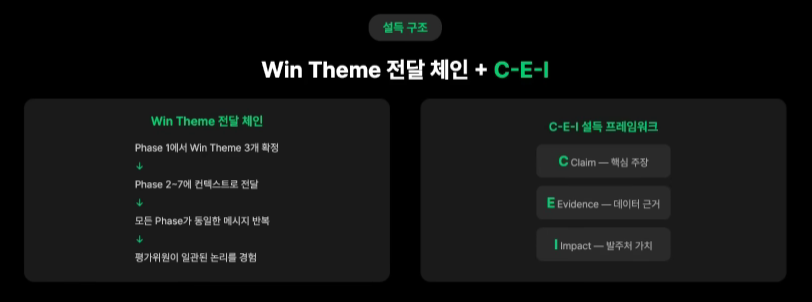 설득 구조
Win Theme 전달 체인 + C-E-I
Win Theme 전달 체인
Phase 1에서 Win Theme 3개 확정
↓
Phase 2~7에 컨텍스트로 전달
↓
모든 Phase가 동일한 메시지 반복
↓
평가위원이 일관된 논리를 경험
C-E-I 설득 프레임워크
C Claim — 핵심 주장
E Evidence — 데이터 근거
I Impact — 발주처 가치